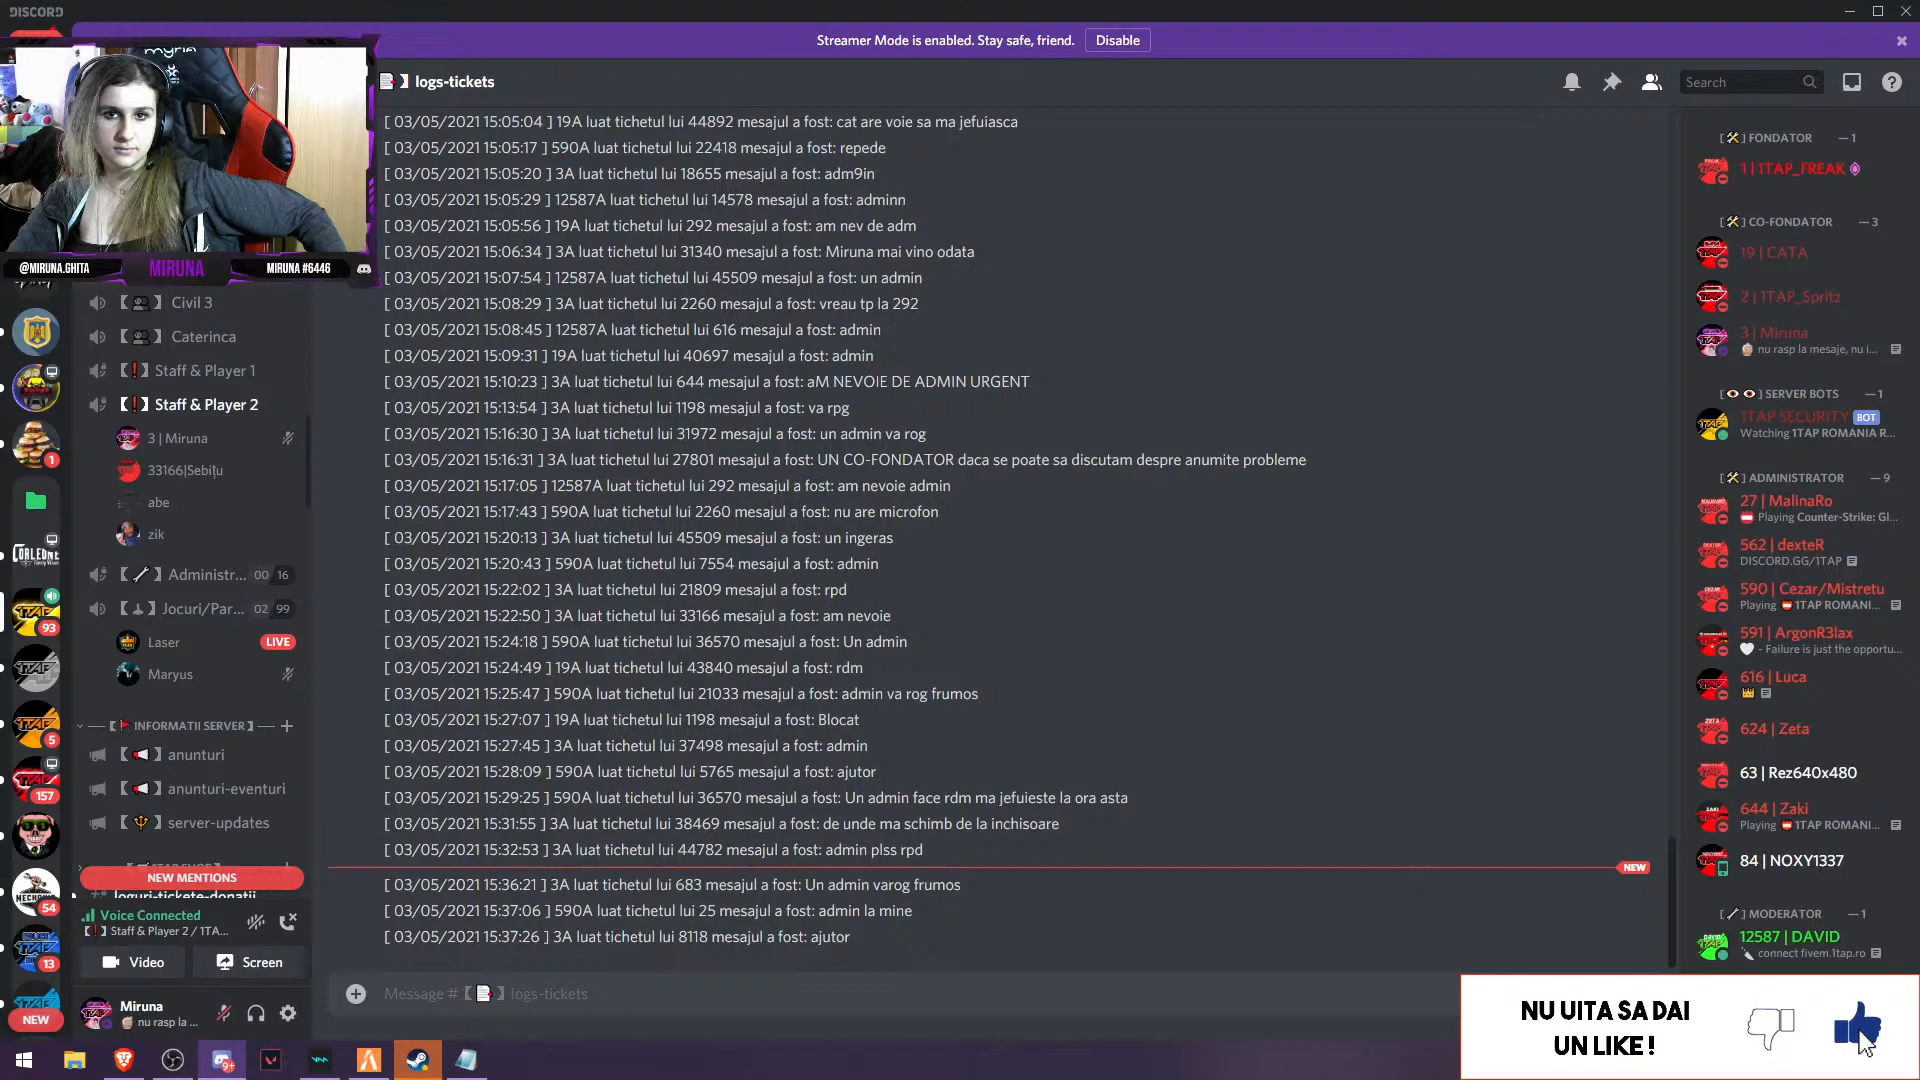 DISCORD
Streamer Mode is enabled. Stay safe, friend.
Disable
logs-tickets
Search
@MIRUNA.GHITA
MIRUNA
MIRUNA #6446
Civil 3
Caterinca
Staff & Player 1
Staff & Player 2
3 | Miruna
33166|Sebițu
abe
zik
Administr... 00 16
Jocuri/Par... 02 99
Laser
LIVE
Maryus
INFORMATII SERVER
anunturi
anunturi-eventuri
server-updates
NEW MENTIONS
loguri-tickete-donatii
Voice Connected
Staff & Player 2 / 1TA...
Video
Screen
Miruna
nu rasp la ...
1
93
5
157
54
13
NEW
[ 03/05/2021 15:05:04 ] 19A luat tichetul lui 44892 mesajul a fost: cat are voie sa ma jefuiasca
[ 03/05/2021 15:05:17 ] 590A luat tichetul lui 22418 mesajul a fost: repede
[ 03/05/2021 15:05:20 ] 3A luat tichetul lui 18655 mesajul a fost: adm9in
[ 03/05/2021 15:05:29 ] 12587A luat tichetul lui 14578 mesajul a fost: adminn
[ 03/05/2021 15:05:56 ] 19A luat tichetul lui 292 mesajul a fost: am nev de adm
[ 03/05/2021 15:06:34 ] 3A luat tichetul lui 31340 mesajul a fost: Miruna mai vino odata
[ 03/05/2021 15:07:54 ] 12587A luat tichetul lui 45509 mesajul a fost: un admin
[ 03/05/2021 15:08:29 ] 3A luat tichetul lui 2260 mesajul a fost: vreau tp la 292
[ 03/05/2021 15:08:45 ] 12587A luat tichetul lui 616 mesajul a fost: admin
[ 03/05/2021 15:09:31 ] 19A luat tichetul lui 40697 mesajul a fost: admin
[ 03/05/2021 15:10:23 ] 3A luat tichetul lui 644 mesajul a fost: aM NEVOIE DE ADMIN URGENT
[ 03/05/2021 15:13:54 ] 3A luat tichetul lui 1198 mesajul a fost: va rpg
[ 03/05/2021 15:16:30 ] 3A luat tichetul lui 31972 mesajul a fost: un admin va rog
[ 03/05/2021 15:16:31 ] 3A luat tichetul lui 27801 mesajul a fost: UN CO-FONDATOR daca se poate sa discutam despre anumite probleme
[ 03/05/2021 15:17:05 ] 12587A luat tichetul lui 292 mesajul a fost: am nevoie admin
[ 03/05/2021 15:17:43 ] 590A luat tichetul lui 2260 mesajul a fost: nu are microfon
[ 03/05/2021 15:20:13 ] 3A luat tichetul lui 45509 mesajul a fost: un ingeras
[ 03/05/2021 15:20:43 ] 590A luat tichetul lui 7554 mesajul a fost: admin
[ 03/05/2021 15:22:02 ] 3A luat tichetul lui 21809 mesajul a fost: rpd
[ 03/05/2021 15:22:50 ] 3A luat tichetul lui 33166 mesajul a fost: am nevoie
[ 03/05/2021 15:24:18 ] 590A luat tichetul lui 36570 mesajul a fost: Un admin
[ 03/05/2021 15:24:49 ] 19A luat tichetul lui 43840 mesajul a fost: rdm
[ 03/05/2021 15:25:47 ] 590A luat tichetul lui 21033 mesajul a fost: admin va rog frumos
[ 03/05/2021 15:27:07 ] 19A luat tichetul lui 1198 mesajul a fost: Blocat
[ 03/05/2021 15:27:45 ] 3A luat tichetul lui 37498 mesajul a fost: admin
[ 03/05/2021 15:28:09 ] 590A luat tichetul lui 5765 mesajul a fost: ajutor
[ 03/05/2021 15:29:25 ] 590A luat tichetul lui 36570 mesajul a fost: Un admin face rdm ma jefuieste la ora asta
[ 03/05/2021 15:31:55 ] 3A luat tichetul lui 38469 mesajul a fost: de unde ma schimb de la inchisoare
[ 03/05/2021 15:32:53 ] 3A luat tichetul lui 44782 mesajul a fost: admin plss rpd
NEW
[ 03/05/2021 15:36:21 ] 3A luat tichetul lui 683 mesajul a fost: Un admin varog frumos
[ 03/05/2021 15:37:06 ] 590A luat tichetul lui 25 mesajul a fost: admin la mine
[ 03/05/2021 15:37:26 ] 3A luat tichetul lui 8118 mesajul a fost: ajutor
Message # logs-tickets
FONDATOR — 1
1 | 1TAP_FREAK
CO-FONDATOR — 3
19 | CATA
2 | 1TAP_Spritz
3 | Miruna
nu rasp la mesaje, nu i...
SERVER BOTS — 1
1TAP SECURITY BOT
Watching 1TAP ROMANIA R...
ADMINISTRATOR — 9
27 | MalinaRo
Playing Counter-Strike: Gl...
562 | dexteR
DISCORD.GG/1TAP
590 | Cezar/Mistretu
Playing 1TAP ROMANI...
591 | ArgonR3lax
- Failure is just the opportu...
616 | Luca
624 | Zeta
63 | Rez640x480
644 | Zaki
Playing 1TAP ROMANI...
84 | NOXY1337
MODERATOR — 1
12587 | DAVID
connect fivem.1tap.ro
NU UITA SA DAI
UN LIKE !